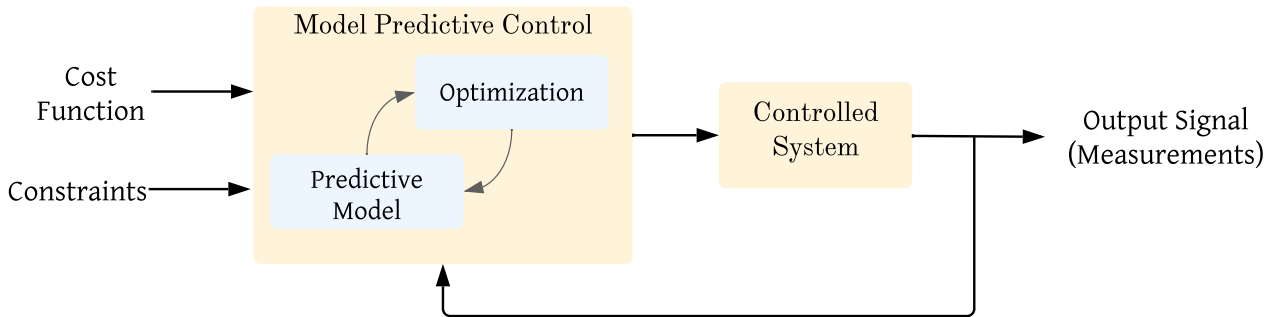 Model Predictive Control
Cost
Function
Optimization
Controlled
System
Output Signal
(Measurements)
Constraints
Predictive
Model